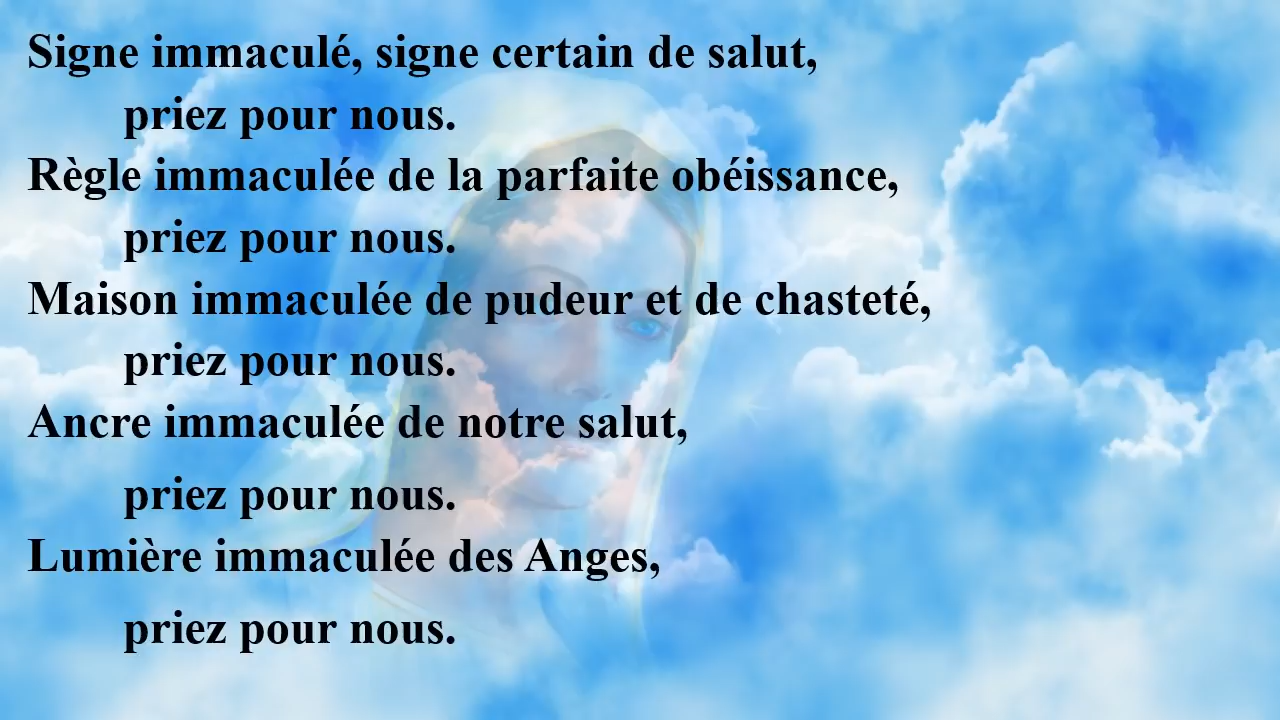 Signe immaculé, signe certain de salut,
priez pour nous.
Règle immaculée de la parfaite obéissance,
priez pour nous.
Maison immaculée de pudeur et de chasteté,
priez pour nous.
Ancre immaculée de notre salut,
priez pour nous.
Lumière immaculée des Anges,
priez pour nous.